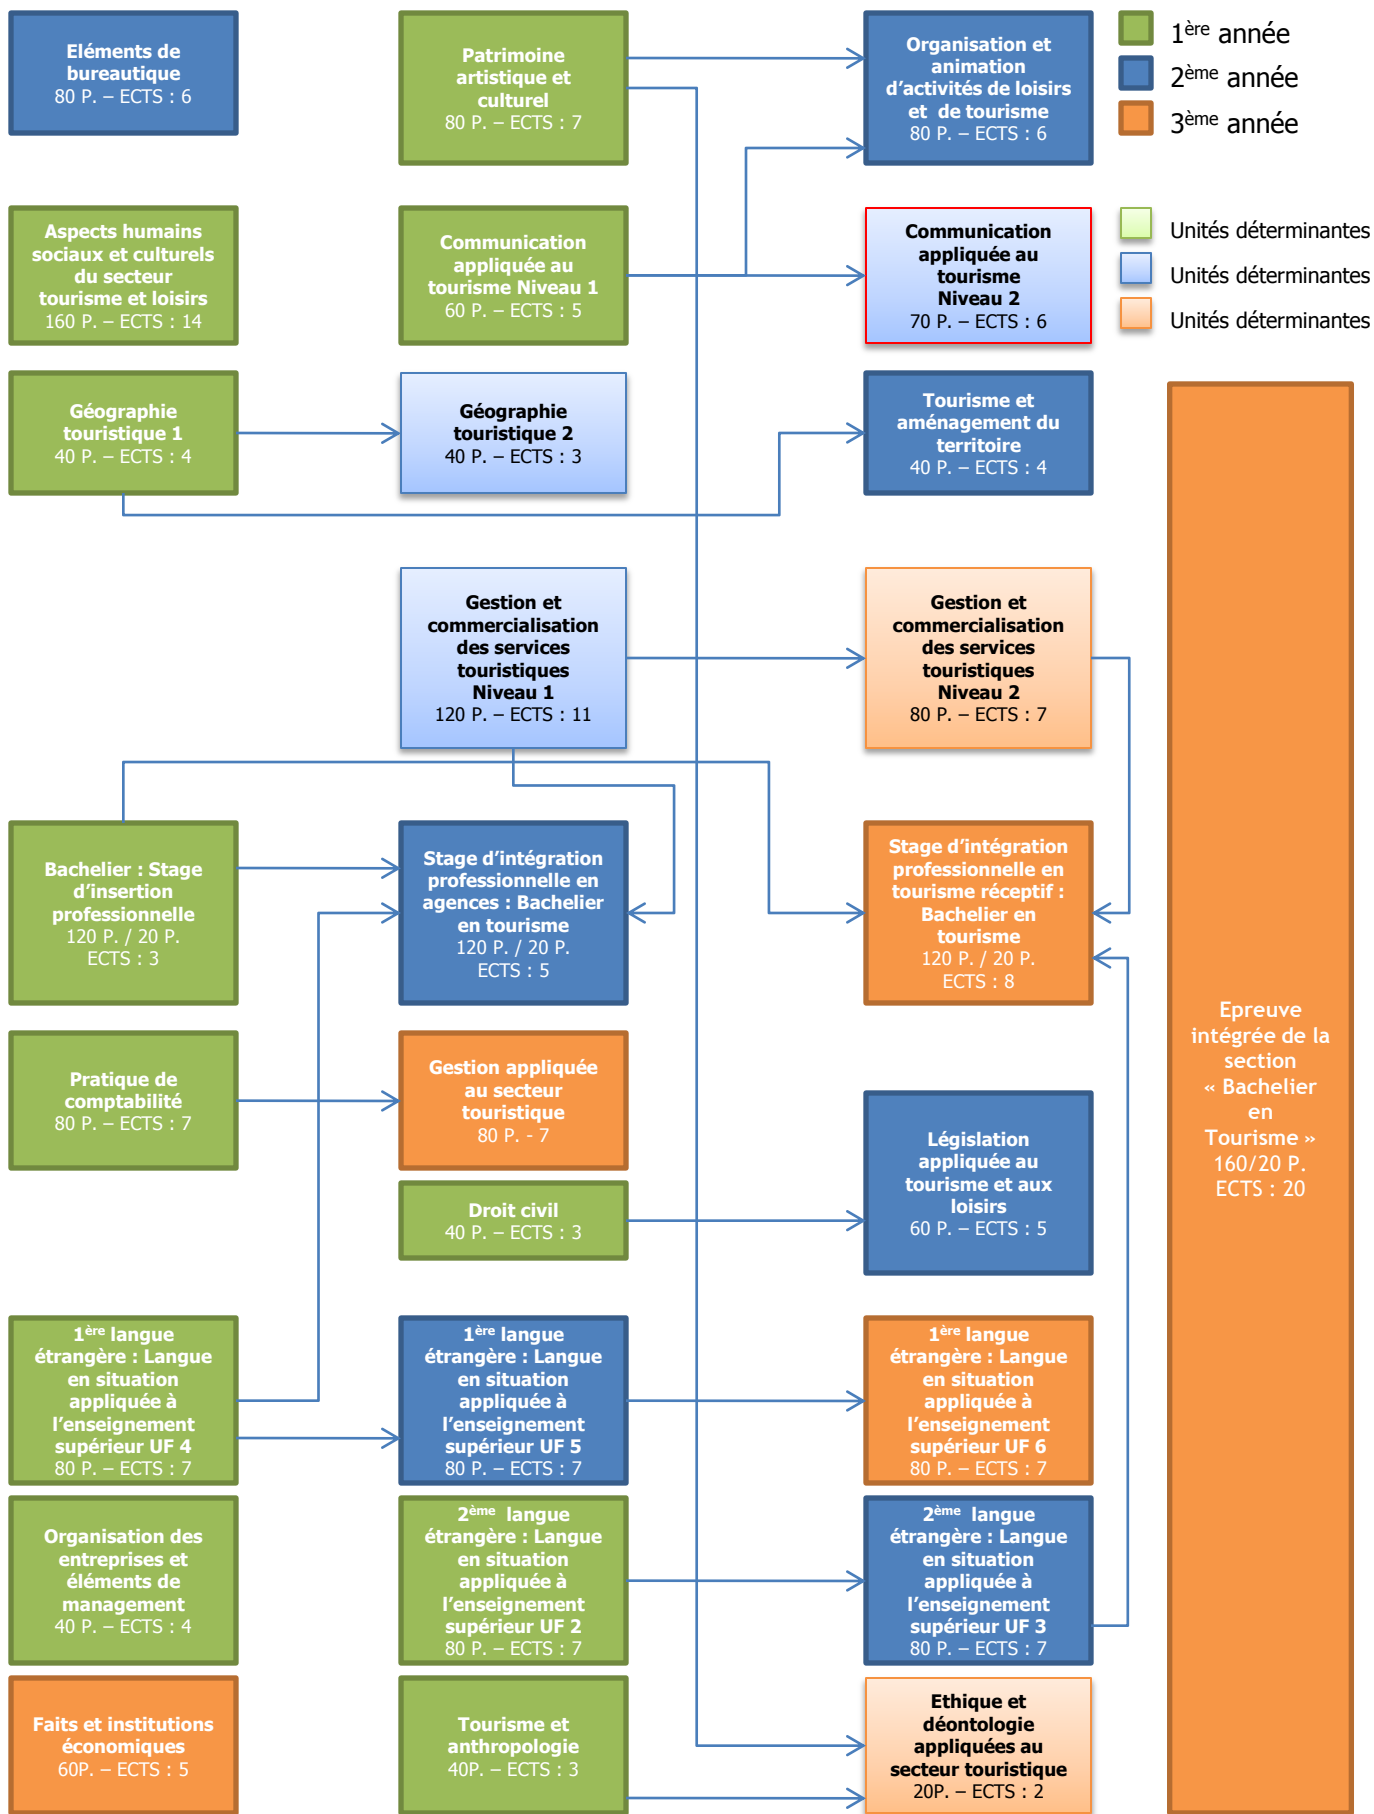 Eléments de
bureautique
80 P. – ECTS : 6
Patrimoine
artistique et
culturel
80 P. – ECTS : 7
Organisation et
animation
d’activités de loisirs
et de tourisme
80 P. – ECTS : 6
1ère année
2ème année
3ème année
Aspects humains
sociaux et culturels
du secteur
tourisme et loisirs
160 P. – ECTS : 14
Communication
appliquée au
tourisme Niveau 1
60 P. – ECTS : 5
Communication
appliquée au
tourisme
Niveau 2
70 P. – ECTS : 6
Unités déterminantes
Unités déterminantes
Unités déterminantes
Géographie
touristique 1
40 P. – ECTS : 4
Géographie
touristique 2
40 P. – ECTS : 3
Tourisme et
aménagement du
territoire
40 P. – ECTS : 4
Gestion et
commercialisation
des services
touristiques
Niveau 1
120 P. – ECTS : 11
Gestion et
commercialisation
des services
touristiques
Niveau 2
80 P. – ECTS : 7
Bachelier : Stage
d’insertion
professionnelle
120 P. / 20 P.
ECTS : 3
Stage d’intégration
professionnelle en
agences : Bachelier
en tourisme
120 P. / 20 P.
ECTS : 5
Stage d’intégration
professionnelle en
tourisme réceptif :
Bachelier en
tourisme
120 P. / 20 P.
ECTS : 8
Epreuve
intégrée de la
section
« Bachelier
en
Tourisme »
160/20 P.
ECTS : 20
Pratique de
comptabilité
80 P. – ECTS : 7
Gestion appliquée
au secteur
touristique
80 P. - 7
Droit civil
40 P. – ECTS : 3
Législation
appliquée au
tourisme et aux
loisirs
60 P. – ECTS : 5
1ère langue
étrangère : Langue
en situation
appliquée à
l’enseignement
supérieur UF 4
80 P. – ECTS : 7
1ère langue
étrangère : Langue
en situation
appliquée à
l’enseignement
supérieur UF 5
80 P. – ECTS : 7
1ère langue
étrangère : Langue
en situation
appliquée à
l’enseignement
supérieur UF 6
80 P. – ECTS : 7
Organisation des
entreprises et
éléments de
management
40 P. – ECTS : 4
2ème langue
étrangère : Langue
en situation
appliquée à
l’enseignement
supérieur UF 2
80 P. – ECTS : 7
2ème langue
étrangère : Langue
en situation
appliquée à
l’enseignement
supérieur UF 3
80 P. – ECTS : 7
Faits et institutions
économiques
60P. – ECTS : 5
Tourisme et
anthropologie
40P. – ECTS : 3
Ethique et
déontologie
appliquées au
secteur touristique
20P. – ECTS : 2